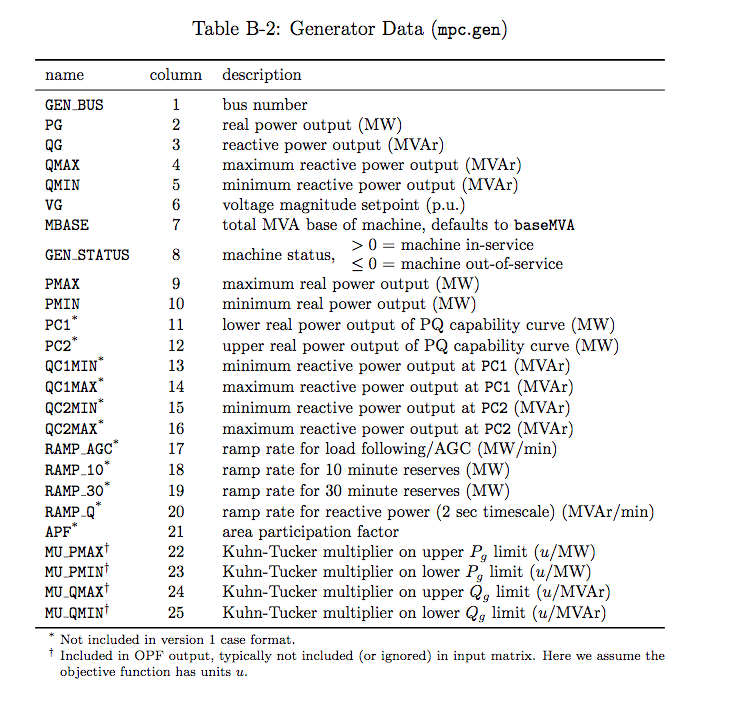 Table B-2: Generator Data (mpc.gen)
name column description
GEN_BUS 1 bus number
PG 2 real power output (MW)
QG 3 reactive power output (MVAr)
QMAX 4 maximum reactive power output (MVAr)
QMIN 5 minimum reactive power output (MVAr)
VG 6 voltage magnitude setpoint (p.u.)
MBASE 7 total MVA base of machine, defaults to baseMVA
GEN_STATUS 8 machine status, > 0 = machine in-service
≤ 0 = machine out-of-service
PMAX 9 maximum real power output (MW)
PMIN 10 minimum real power output (MW)
PC1* 11 lower real power output of PQ capability curve (MW)
PC2* 12 upper real power output of PQ capability curve (MW)
QC1MIN* 13 minimum reactive power output at PC1 (MVAr)
QC1MAX* 14 maximum reactive power output at PC1 (MVAr)
QC2MIN* 15 minimum reactive power output at PC2 (MVAr)
QC2MAX* 16 maximum reactive power output at PC2 (MVAr)
RAMP_AGC* 17 ramp rate for load following/AGC (MW/min)
RAMP_10* 18 ramp rate for 10 minute reserves (MW)
RAMP_30* 19 ramp rate for 30 minute reserves (MW)
RAMP_Q* 20 ramp rate for reactive power (2 sec timescale) (MVAr/min)
APF* 21 area participation factor
MU_PMAX† 22 Kuhn-Tucker multiplier on upper Pg limit (u/MW)
MU_PMIN† 23 Kuhn-Tucker multiplier on lower Pg limit (u/MW)
MU_QMAX† 24 Kuhn-Tucker multiplier on upper Qg limit (u/MVAr)
MU_QMIN† 25 Kuhn-Tucker multiplier on lower Qg limit (u/MVAr)
* Not included in version 1 case format.
† Included in OPF output, typically not included (or ignored) in input matrix. Here we assume the
objective function has units u.